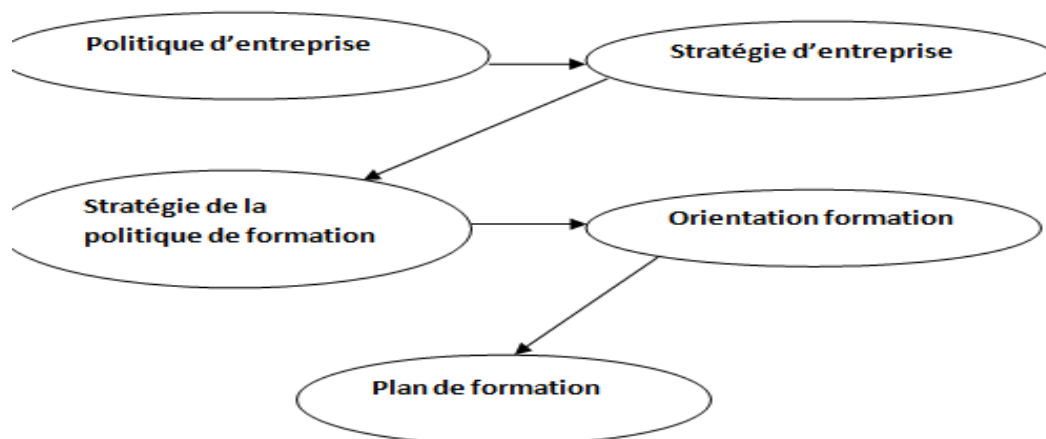 Politique d’entreprise
Stratégie d’entreprise
Stratégie de la
politique de formation
Orientation formation
Plan de formation